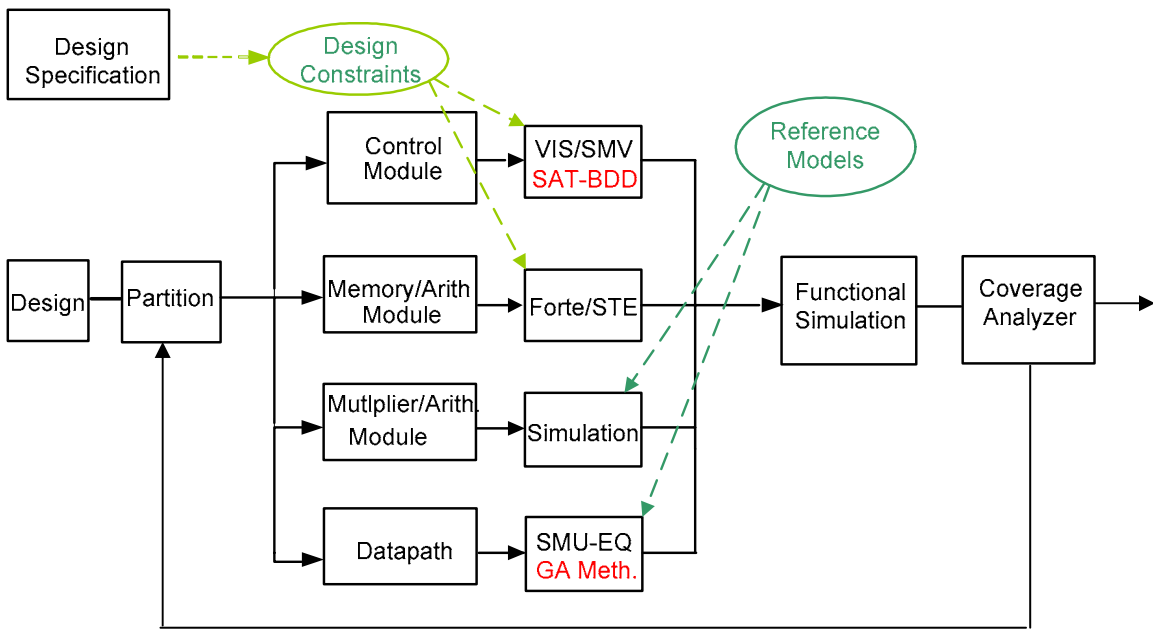 Design
Specification
Design
Constraints
Reference
Models
Control
Module
VIS/SMV
SAT-BDD
Design
Partition
Memory/Arith
Module
Forte/STE
Functional
Simulation
Coverage
Analyzer
Mutlplier/Arith.
Module
Simulation
Datapath
SMU-EQ
GA Meth.